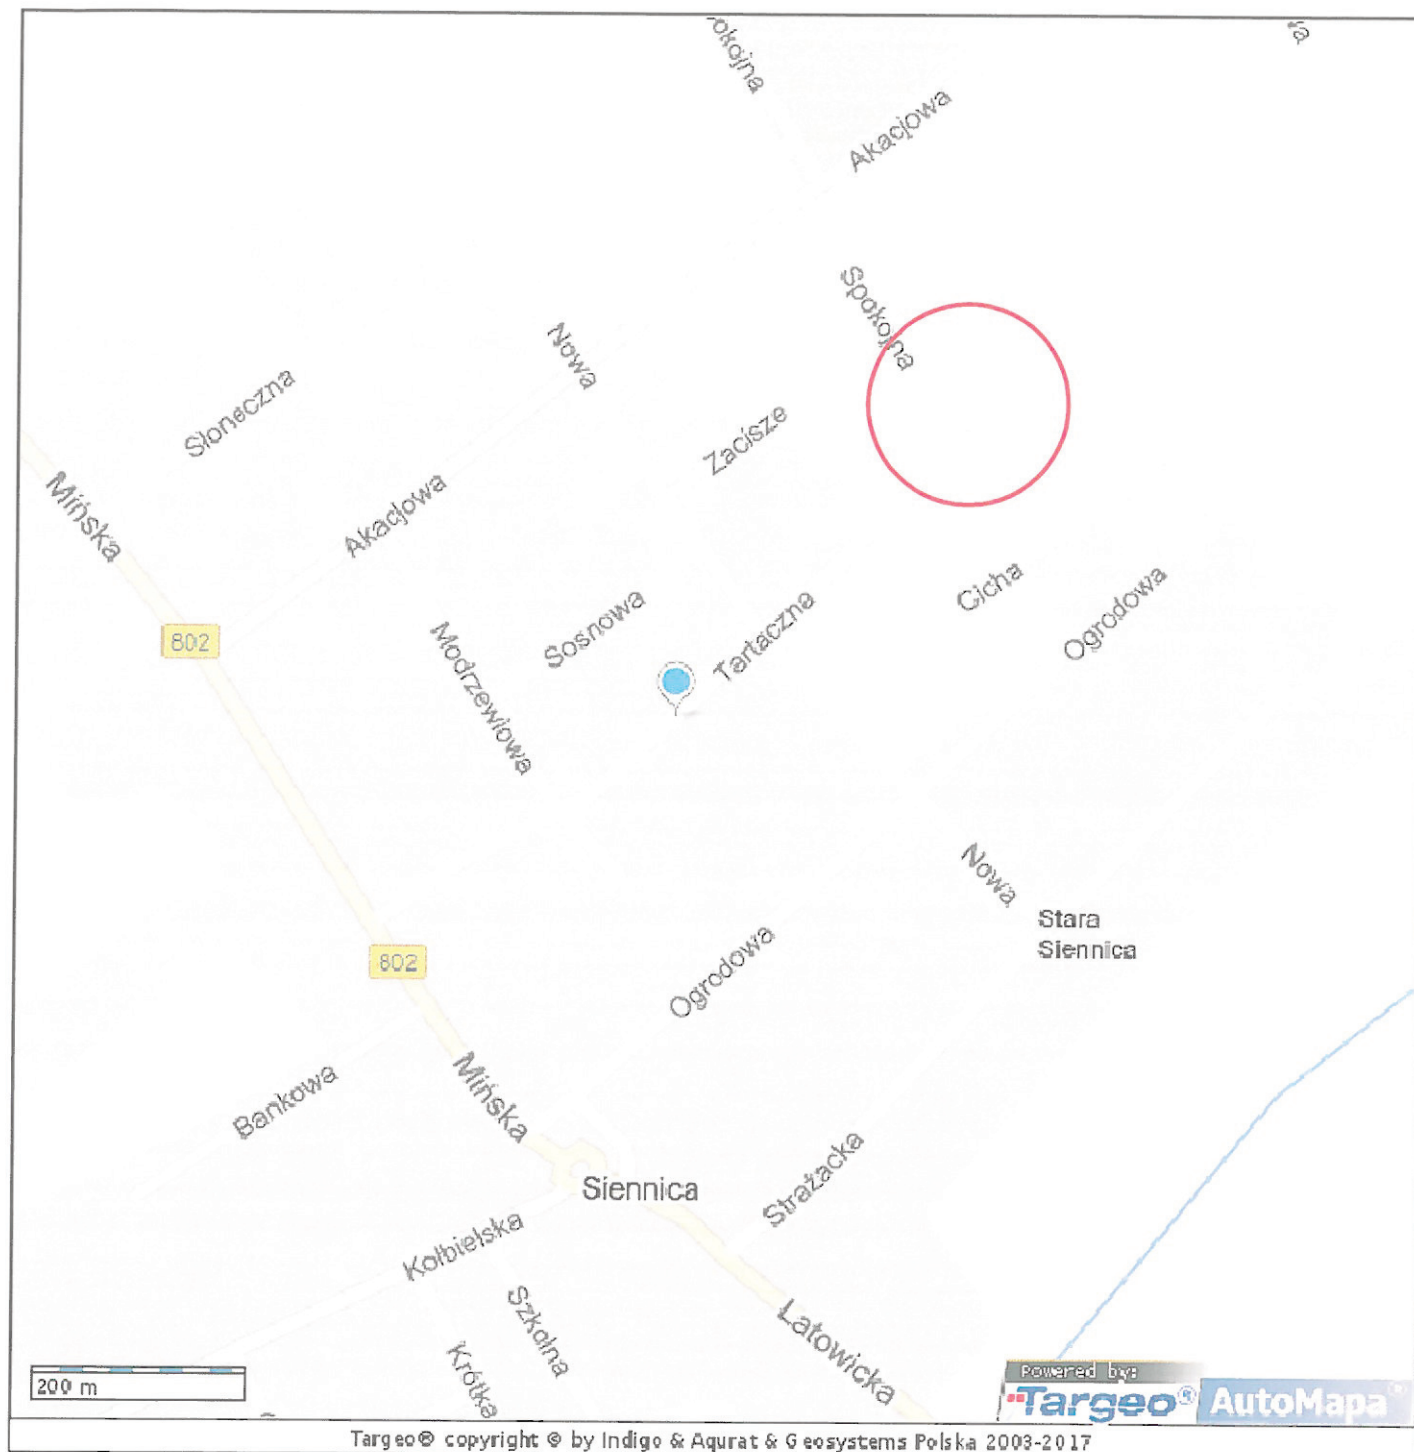 Spokojna
Akacjowa
Nowa
Słoneczna
Zacisze
Mińska
Akacjowa
Cicha
Ogrodowa
Sosnowa
Tartaczna
802
Modrzewiowa
Nowa
Stara
Siennica
Ogrodowa
802
Mińska
Bankowa
Strażacka
Siennica
Kołbielska
Szkolna
Latowicka
Krótka
200 m
Powered by:
Targeo® AutoMapa®
Targeo® copyright © by Indigo & Aqurat & Geosystems Polska 2003-2017